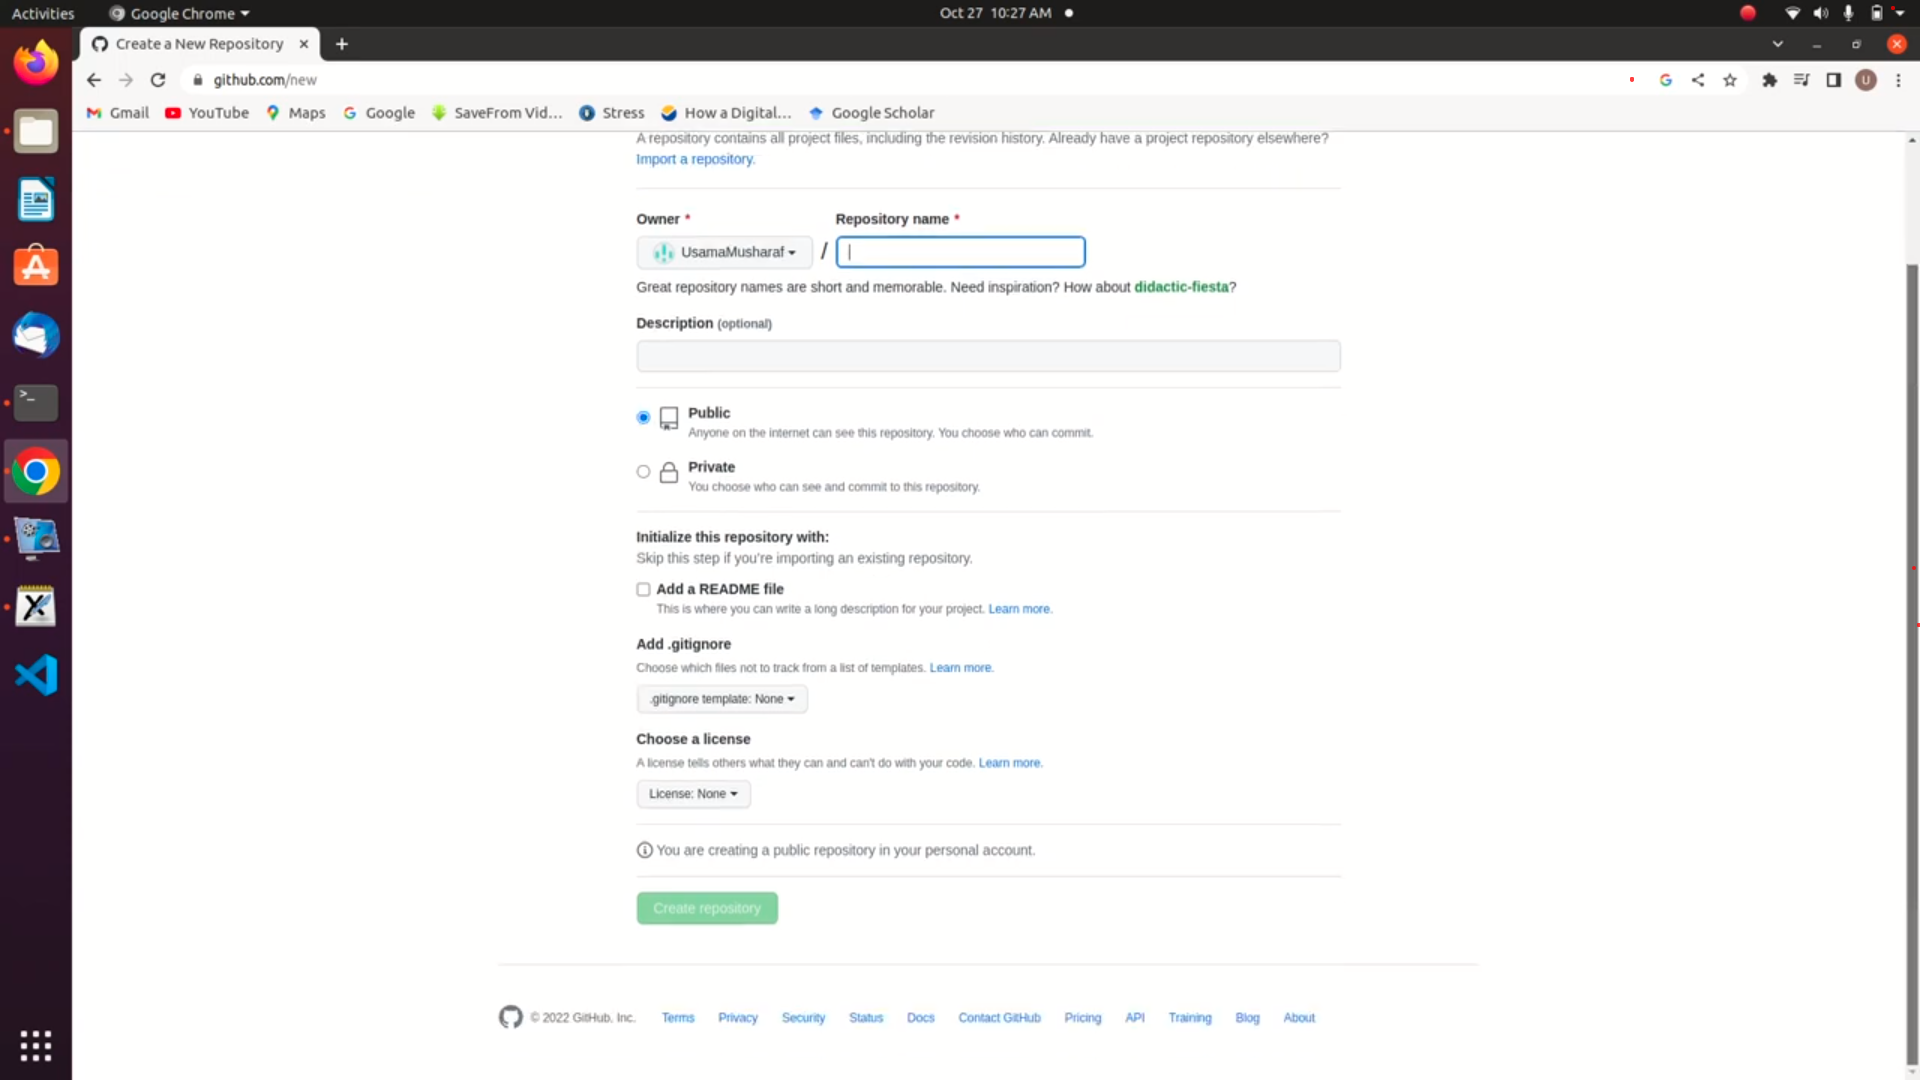 Activities
Google Chrome
Oct 27 10:27 AM
Create a New Repository
github.com/new
U
Gmail
YouTube
Maps
Google
SaveFrom Vid...
Stress
How a Digital...
Google Scholar
A repository contains all project files, including the revision history. Already have a project repository elsewhere?
Import a repository.
Owner *
Repository name *
UsamaMusharaf
/
Great repository names are short and memorable. Need inspiration? How about didactic-fiesta?
Description (optional)
Public
Anyone on the internet can see this repository. You choose who can commit.
Private
You choose who can see and commit to this repository.
Initialize this repository with:
Skip this step if you're importing an existing repository.
Add a README file
This is where you can write a long description for your project. Learn more.
Add .gitignore
Choose which files not to track from a list of templates. Learn more.
.gitignore template: None
Choose a license
A license tells others what they can and can't do with your code. Learn more.
License: None
You are creating a public repository in your personal account.
Create repository
© 2022 GitHub, Inc.
Terms
Privacy
Security
Status
Docs
Contact GitHub
Pricing
API
Training
Blog
About